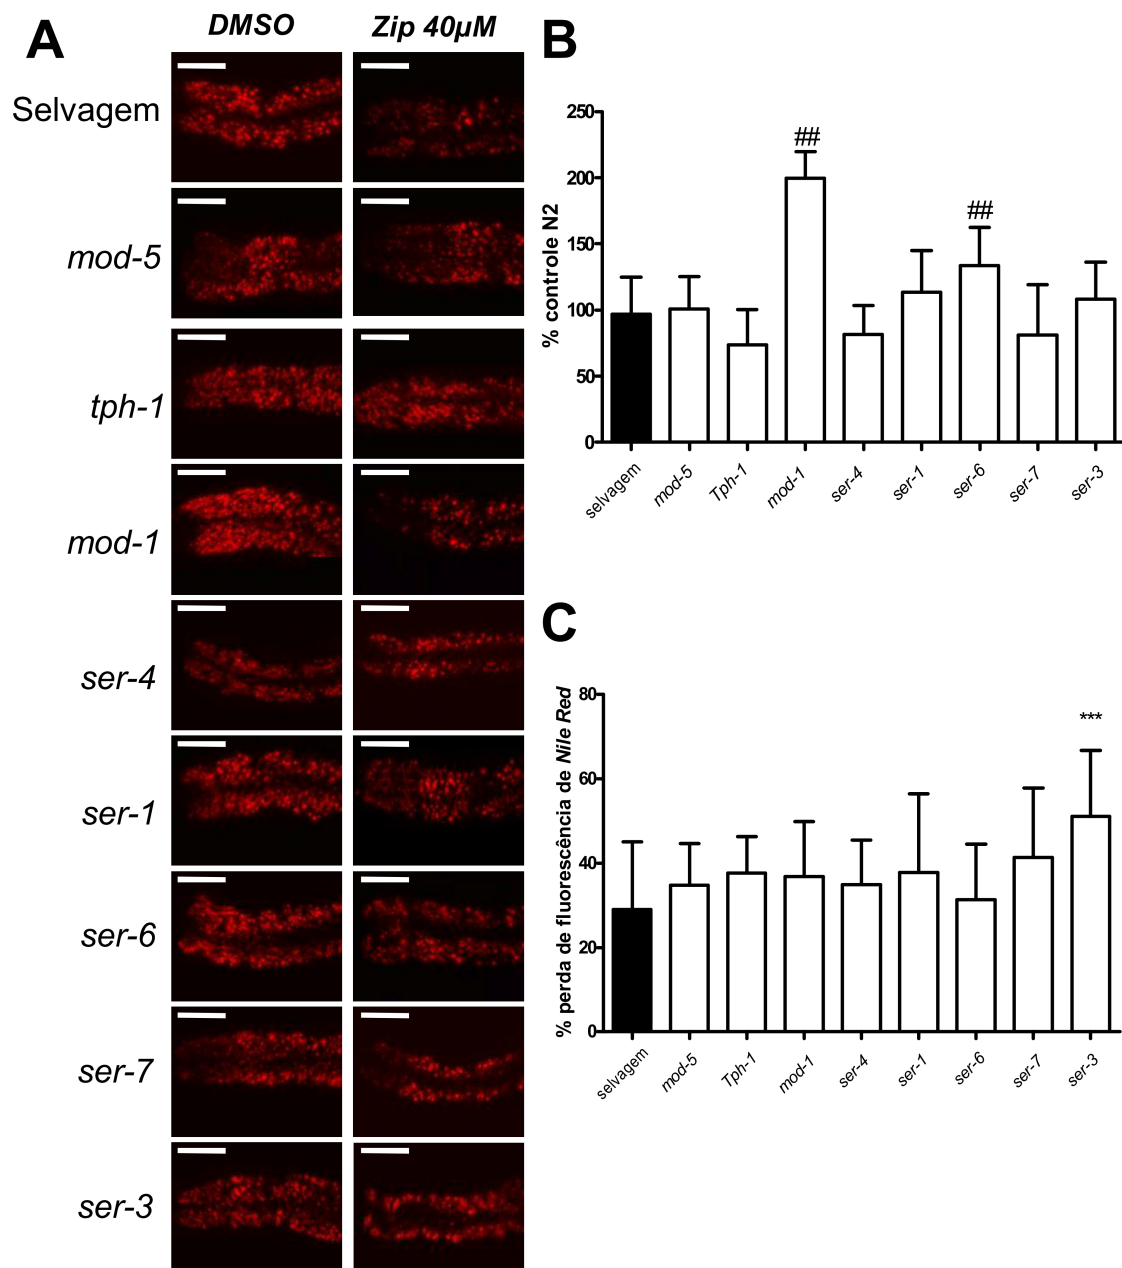 A
DMSO
Zip 40µM
Selvagem
mod-5
tph-1
mod-1
ser-4
ser-1
ser-6
ser-7
ser-3
B
% controle N2
250
200
150
100
50
0
##
##
selvagem
mod-5
Tph-1
mod-1
ser-4
ser-1
ser-6
ser-7
ser-3
C
% perda de fluorescência de Nile Red
80
60
40
20
0
***
selvagem
mod-5
Tph-1
mod-1
ser-4
ser-1
ser-6
ser-7
ser-3